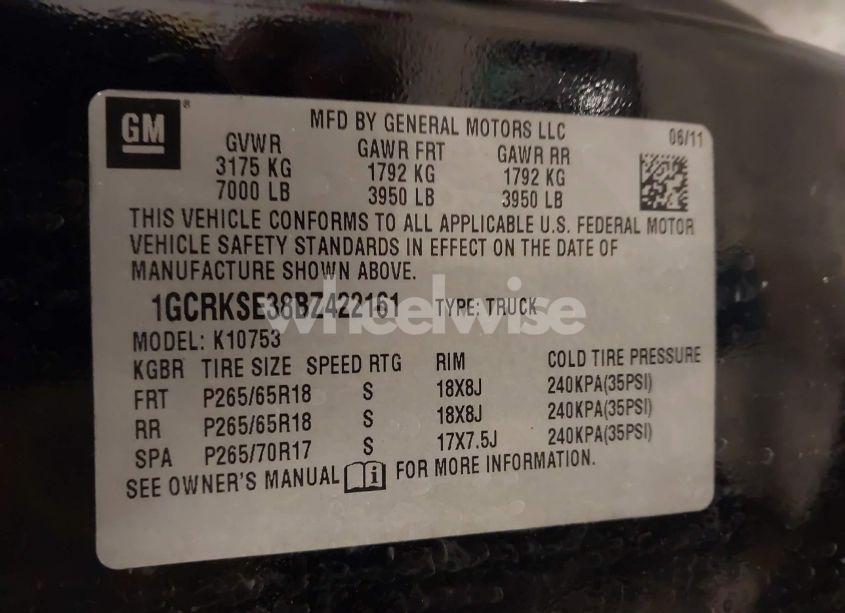 GM®
MFD BY GENERAL MOTORS LLC 06/11
GVWR GAWR FRT GAWR RR
3175 KG 1792 KG 1792 KG
7000 LB 3950 LB 3950 LB
THIS VEHICLE CONFORMS TO ALL APPLICABLE U.S. FEDERAL MOTOR
VEHICLE SAFETY STANDARDS IN EFFECT ON THE DATE OF
MANUFACTURE SHOWN ABOVE.
1GCRKSE38BZ422161 TYPE: TRUCK
wheelwise
MODEL: K10753
KGBR TIRE SIZE SPEED RTG RIM COLD TIRE PRESSURE
FRT P265/65R18 S 18X8J 240KPA(35PSI)
RR P265/65R18 S 18X8J 240KPA(35PSI)
SPA P265/70R17 S 17X7.5J 240KPA(35PSI)
SEE OWNER'S MANUAL i FOR MORE INFORMATION.